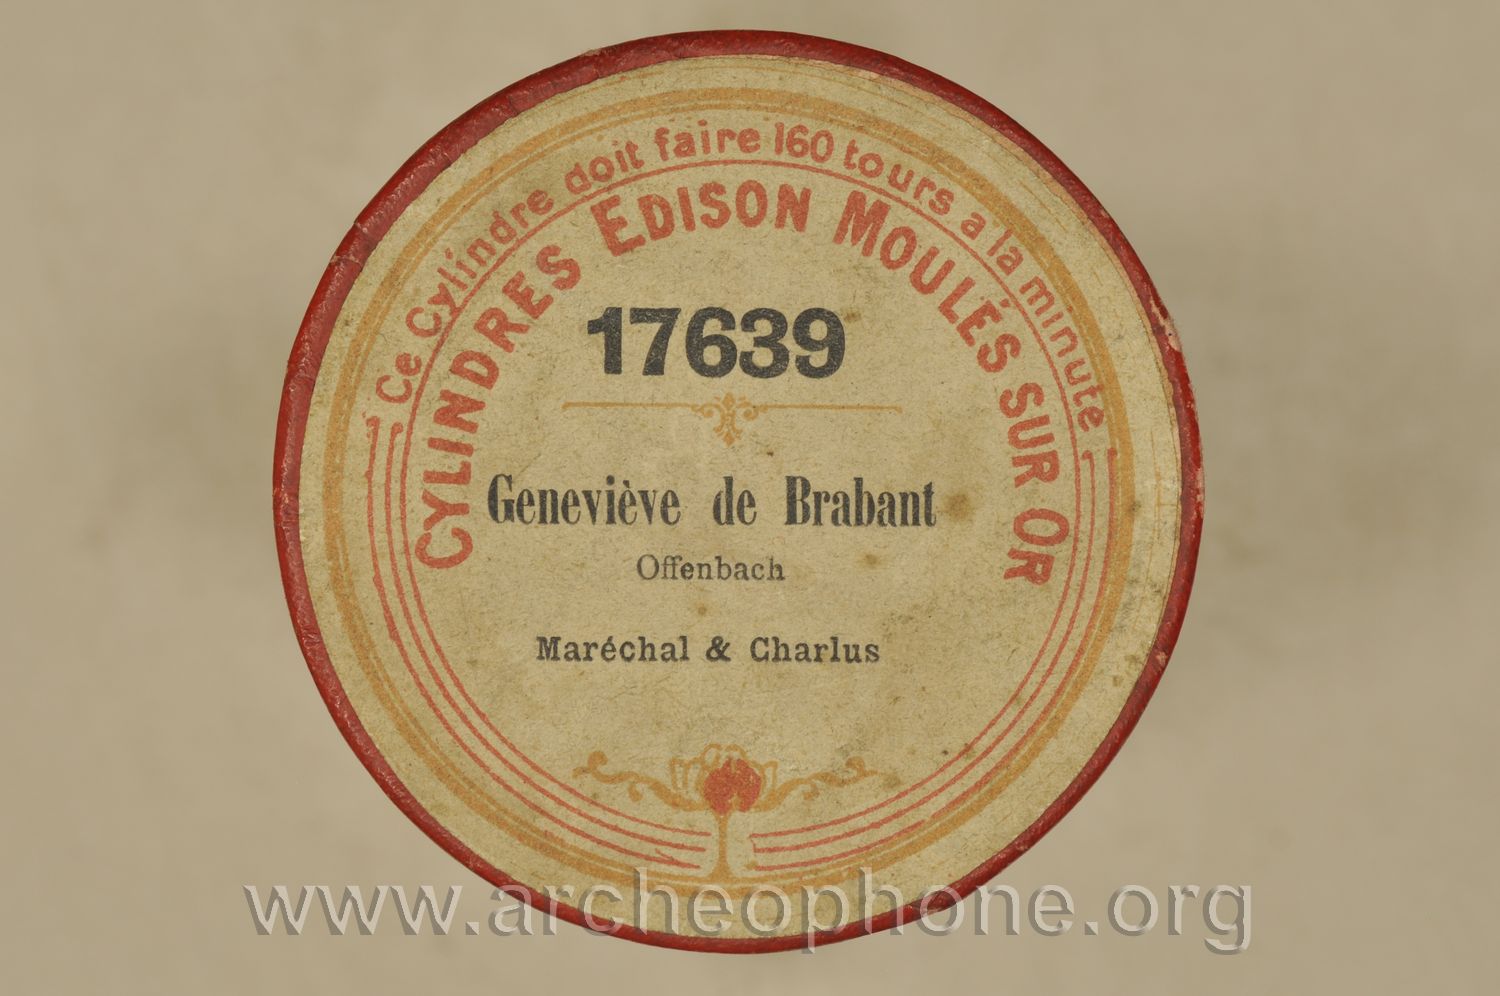 Ce Cylindre doit faire 160 tours a la minute
CYLINDRES EDISON MOULÉS SUR OR
17639
Geneviève de Brabant
Offenbach
Maréchal & Charlus
www.archeophone.org